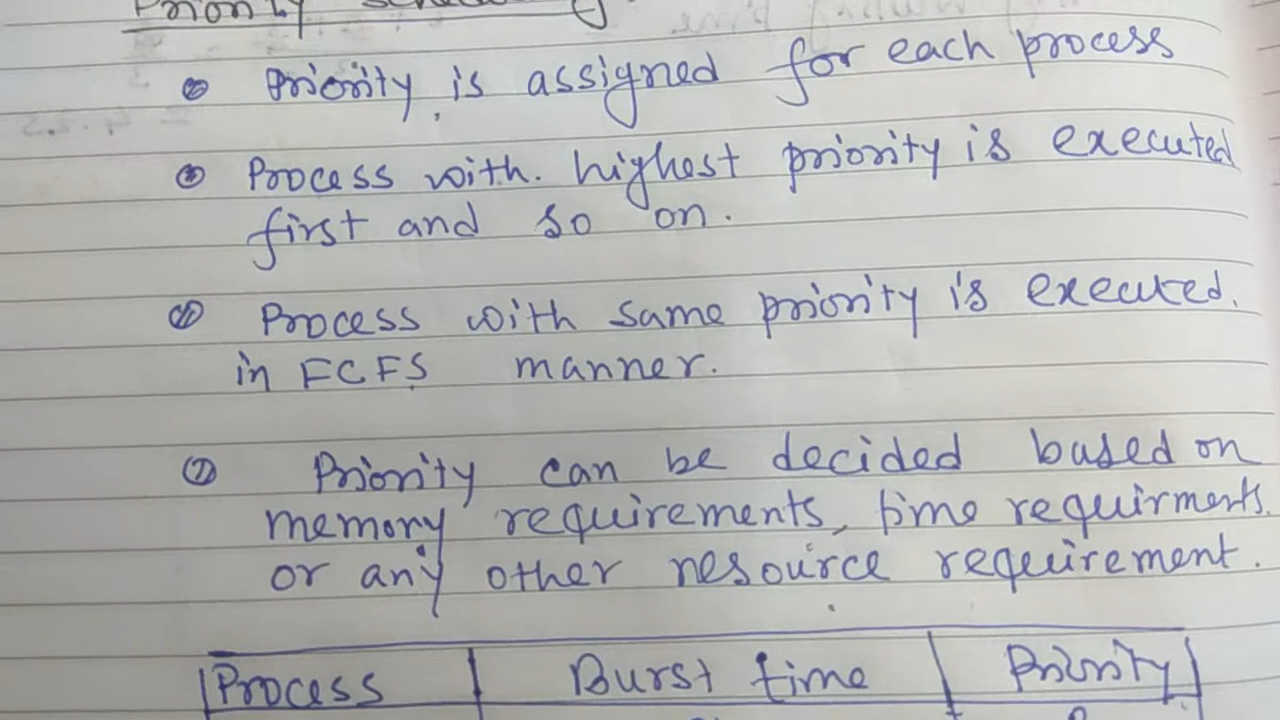 Priority
Priority is assigned for each process
Process with. highest priority is executed
first and so on.
Process with same priority is executed.
in FCFS manner.
Priority can be decided based on
memory requirements, time requirments.
or any other resource requirement.
Process Burst time Priority